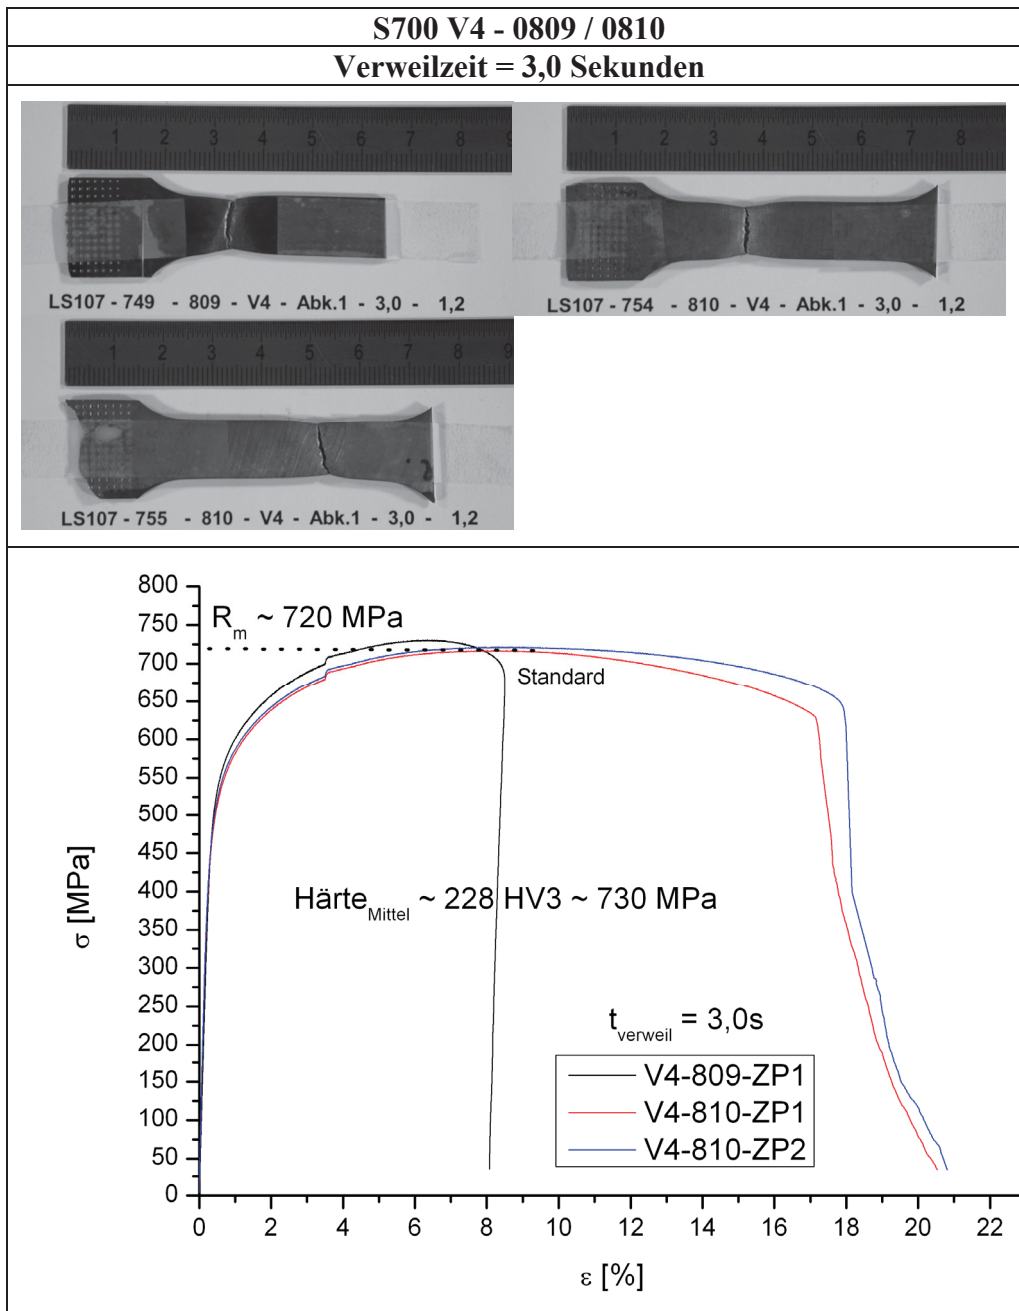 S700 V4 - 0809 / 0810
Verweilzeit = 3,0 Sekunden
1 2 3 4 5 6 7 8 9
LS107 - 749 - 809 - V4 - Abk.1 - 3,0 - 1,2
1 2 3 4 5 6 7 8
LS107 - 754 - 810 - V4 - Abk.1 - 3,0 - 1,2
1 2 3 4 5 6 7 8 9
LS107 - 755 - 810 - V4 - Abk.1 - 3,0 - 1,2
800
750
700
650
600
550
500
450
400
350
300
250
200
150
100
50
0
σ [MPa]
Rm ~ 720 MPa
Standard
HärteMittel ~ 228 HV3 ~ 730 MPa
tverweil = 3,0s
V4-809-ZP1
V4-810-ZP1
V4-810-ZP2
0 2 4 6 8 10 12 14 16 18 20 22
ε [%]